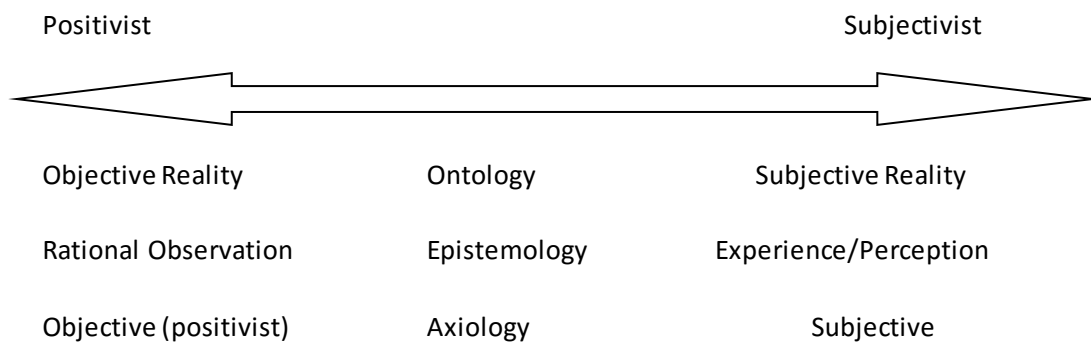 Positivist Subjectivist
Objective Reality Ontology Subjective Reality
Rational Observation Epistemology Experience/Perception
Objective (positivist) Axiology Subjective